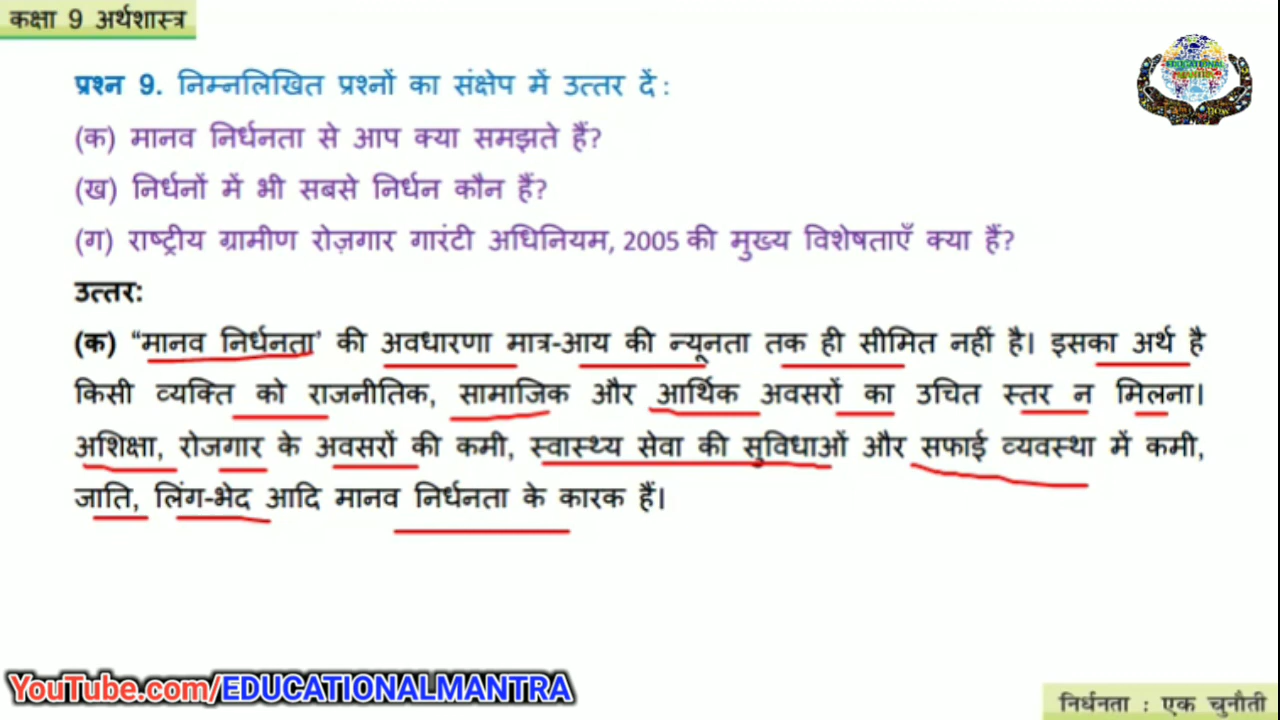 कक्षा 9 अर्थशास्त्र
EDUCATIONAL
MANTRA
प्रश्न 9. निम्नलिखित प्रश्नों का संक्षेप में उत्तर दें :
(क) मानव निर्धनता से आप क्या समझते हैं?
(ख) निर्धनों में भी सबसे निर्धन कौन हैं?
(ग) राष्ट्रीय ग्रामीण रोज़गार गारंटी अधिनियम, 2005 की मुख्य विशेषताएँ क्या हैं?
उत्तर:
(क) “मानव निर्धनता’ की अवधारणा मात्र-आय की न्यूनता तक ही सीमित नहीं है। इसका अर्थ है
किसी व्यक्ति को राजनीतिक, सामाजिक और आर्थिक अवसरों का उचित स्तर न मिलना।
अशिक्षा, रोजगार के अवसरों की कमी, स्वास्थ्य सेवा की सुविधाओं और सफाई व्यवस्था में कमी,
जाति, लिंग-भेद आदि मानव निर्धनता के कारक हैं।
YouTube.com/EDUCATIONALMANTRA
निर्धनता : एक चुनौती